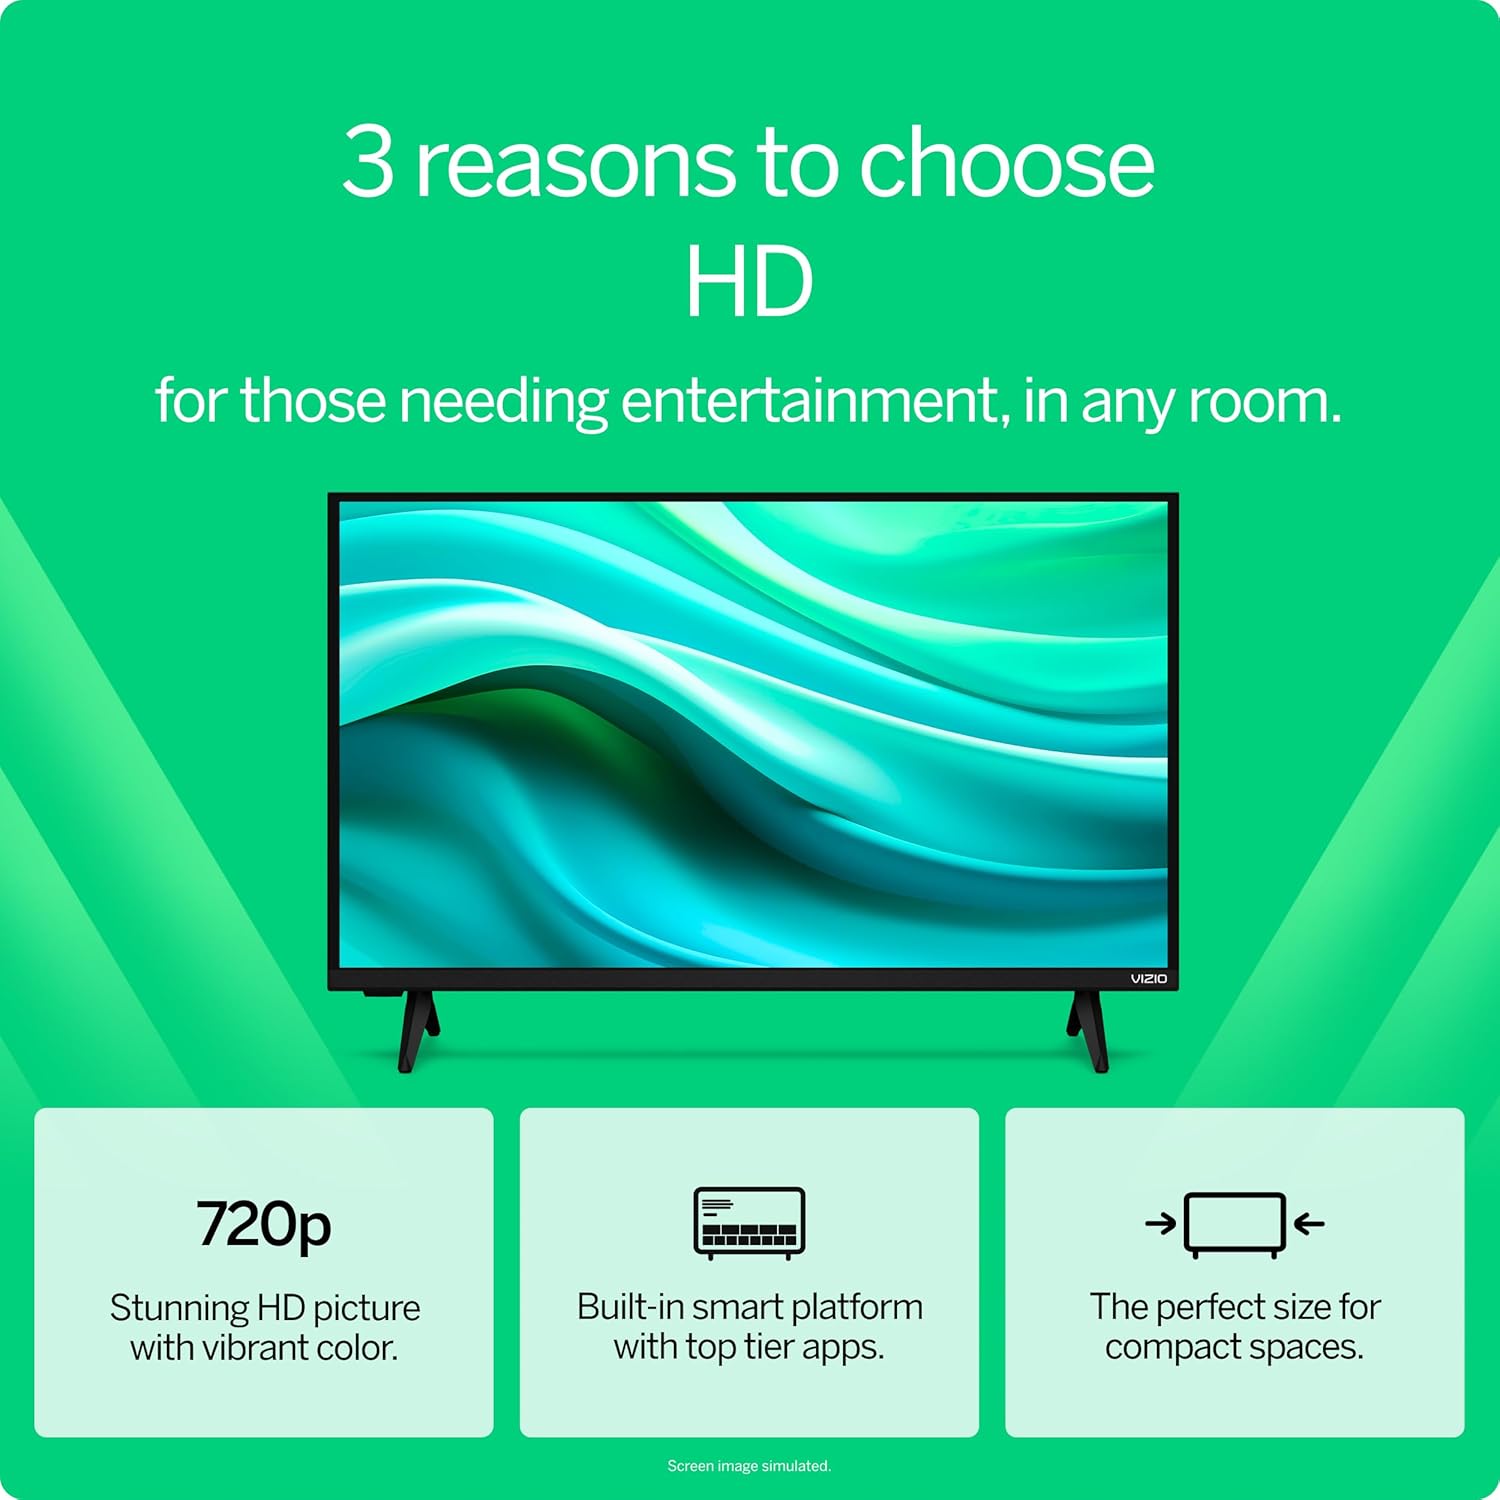 3 reasons to choose
HD
for those needing entertainment, in any room.
VIZIO
720p
Stunning HD picture
with vibrant color.
Built-in smart platform
with top tier apps.
The perfect size for
compact spaces.
Screen image simulated.